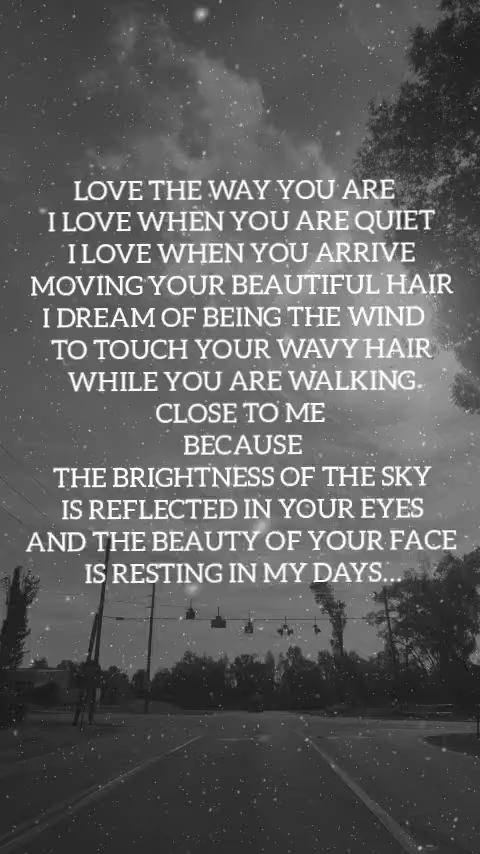 LOVE THE WAY YOU ARE
I LOVE WHEN YOU ARE QUIET
I LOVE WHEN YOU ARRIVE
MOVING YOUR BEAUTIFUL HAIR
I DREAM OF BEING THE WIND
TO TOUCH YOUR WAVY HAIR
WHILE YOU ARE WALKING.
CLOSE TO ME
BECAUSE
THE BRIGHTNESS OF THE SKY
IS REFLECTED IN YOUR EYES
AND THE BEAUTY OF YOUR FACE
IS RESTING IN MY DAYS...